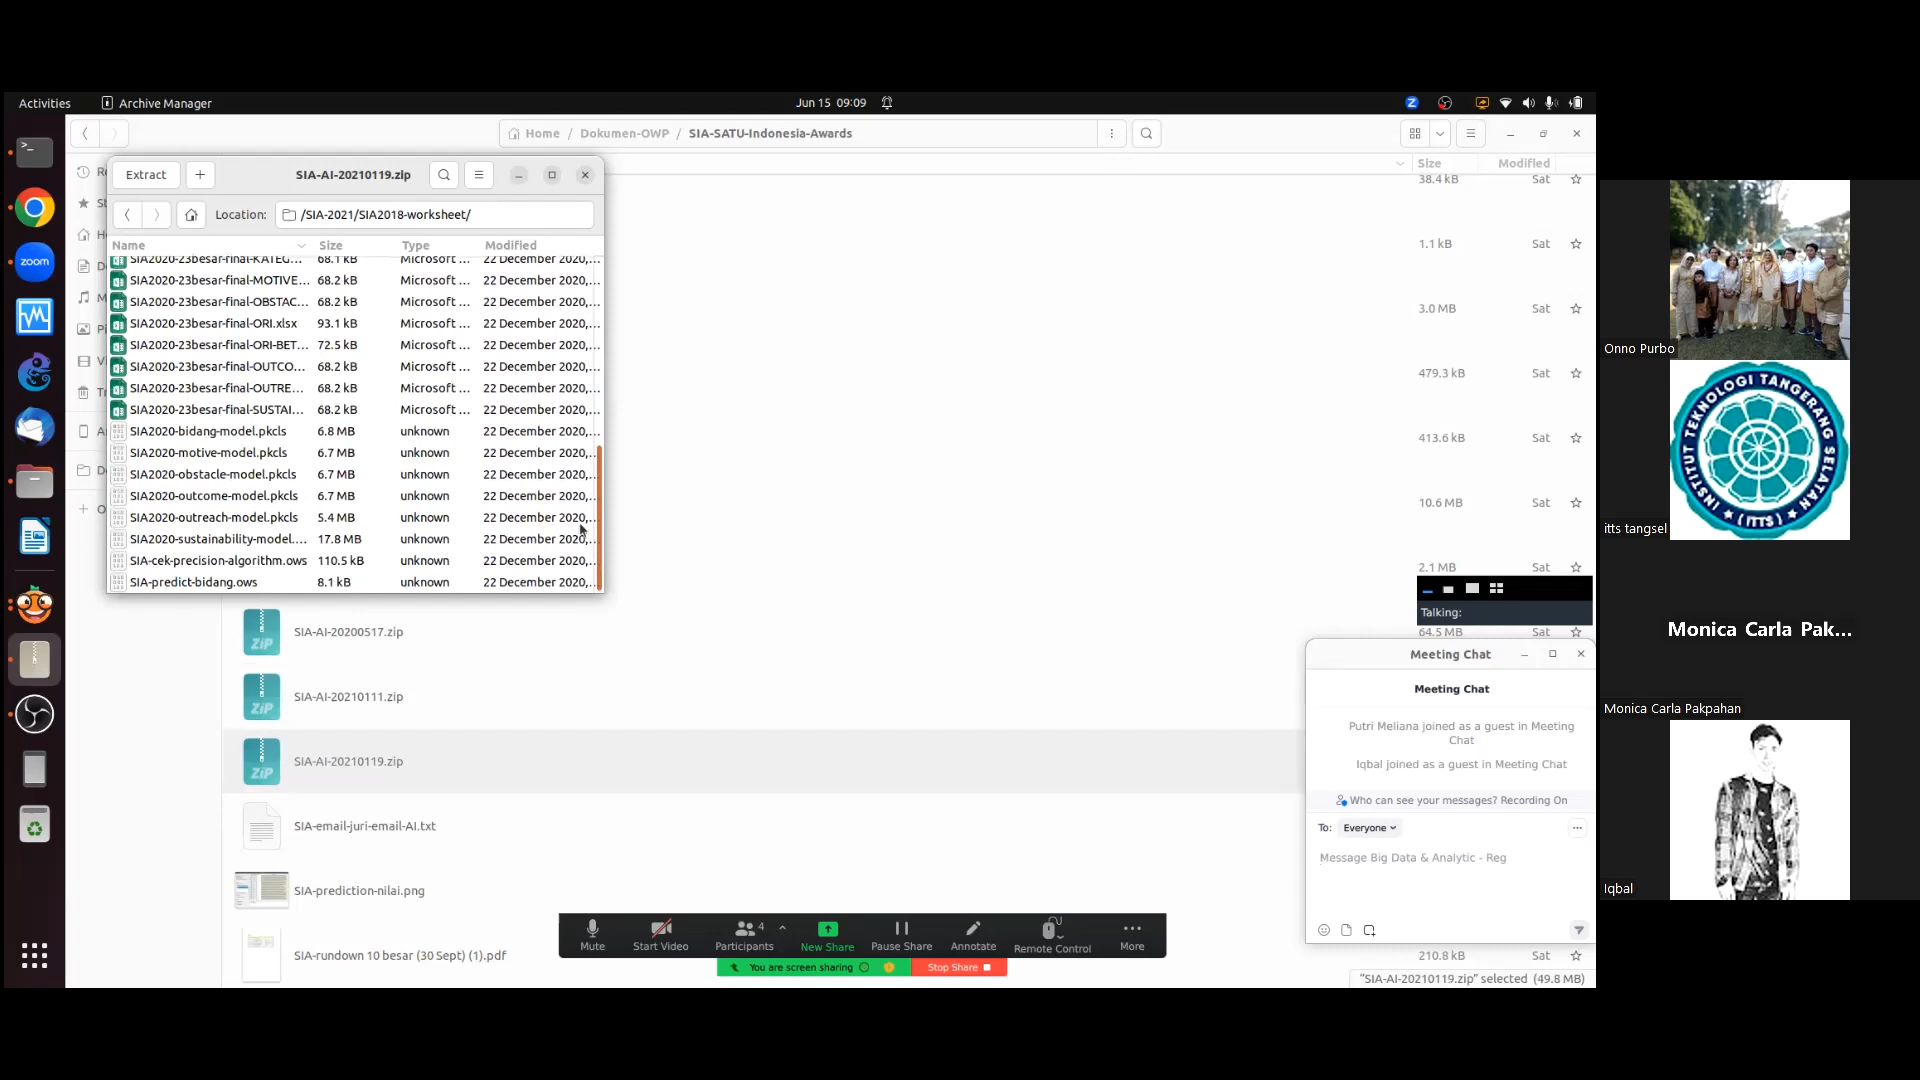 Activities
Archive Manager
Jun 15 09:09
Home / Dokumen-OWP / SIA-SATU-Indonesia-Awards
Size
Modified
Extract
SIA-AI-20210119.zip
Location: /SIA-2021/SIA2018-worksheet/
Name Size Type Modified
SIA2020-23besar-final-KATEG... 68.1 kB Microsoft ... 22 December 2020,...
SIA2020-23besar-final-MOTIVE... 68.2 kB Microsoft ... 22 December 2020,...
SIA2020-23besar-final-OBSTAC... 68.2 kB Microsoft ... 22 December 2020,...
SIA2020-23besar-final-ORI.xlsx 93.1 kB Microsoft ... 22 December 2020,...
SIA2020-23besar-final-ORI-BET... 72.5 kB Microsoft ... 22 December 2020,...
SIA2020-23besar-final-OUTCO... 68.2 kB Microsoft ... 22 December 2020,...
SIA2020-23besar-final-OUTRE... 68.2 kB Microsoft ... 22 December 2020,...
SIA2020-23besar-final-SUSTAI... 68.2 kB Microsoft ... 22 December 2020,...
SIA2020-bidang-model.pkcls 6.8 MB unknown 22 December 2020,...
SIA2020-motive-model.pkcls 6.7 MB unknown 22 December 2020,...
SIA2020-obstacle-model.pkcls 6.7 MB unknown 22 December 2020,...
SIA2020-outcome-model.pkcls 6.7 MB unknown 22 December 2020,...
SIA2020-outreach-model.pkcls 5.4 MB unknown 22 December 2020,...
SIA2020-sustainability-model.... 17.8 MB unknown 22 December 2020,...
SIA-cek-precision-algorithm.ows 110.5 kB unknown 22 December 2020,...
SIA-predict-bidang.ows 8.1 kB unknown 22 December 2020,...
38.4 kB Sat
1.1 kB Sat
3.0 MB Sat
479.3 kB Sat
413.6 kB Sat
10.6 MB Sat
2.1 MB Sat
Talking:
64.5 MB Sat
zoom
ZIP
SIA-AI-20200517.zip
ZIP
SIA-AI-20210111.zip
ZIP
SIA-AI-20210119.zip
SIA-email-juri-email-AI.txt
SIA-prediction-nilai.png
SIA-rundown 10 besar (30 Sept) (1).pdf
Meeting Chat
Meeting Chat
Putri Meliana joined as a guest in Meeting
Chat
Iqbal joined as a guest in Meeting Chat
Who can see your messages? Recording On
To: Everyone
Message Big Data & Analytic - Reg
Mute
Start Video
Participants 4
New Share
Pause Share
Annotate
Remote Control
More
You are screen sharing
Stop Share
210.8 kB Sat
"SIA-AI-20210119.zip" selected (49.8 MB)
Onno Purbo
INSTITUT TEKNOLOGI TANGERANG SELATAN
(ITTS)
itts tangsel
Monica Carla Pak...
Monica Carla Pakpahan
Iqbal